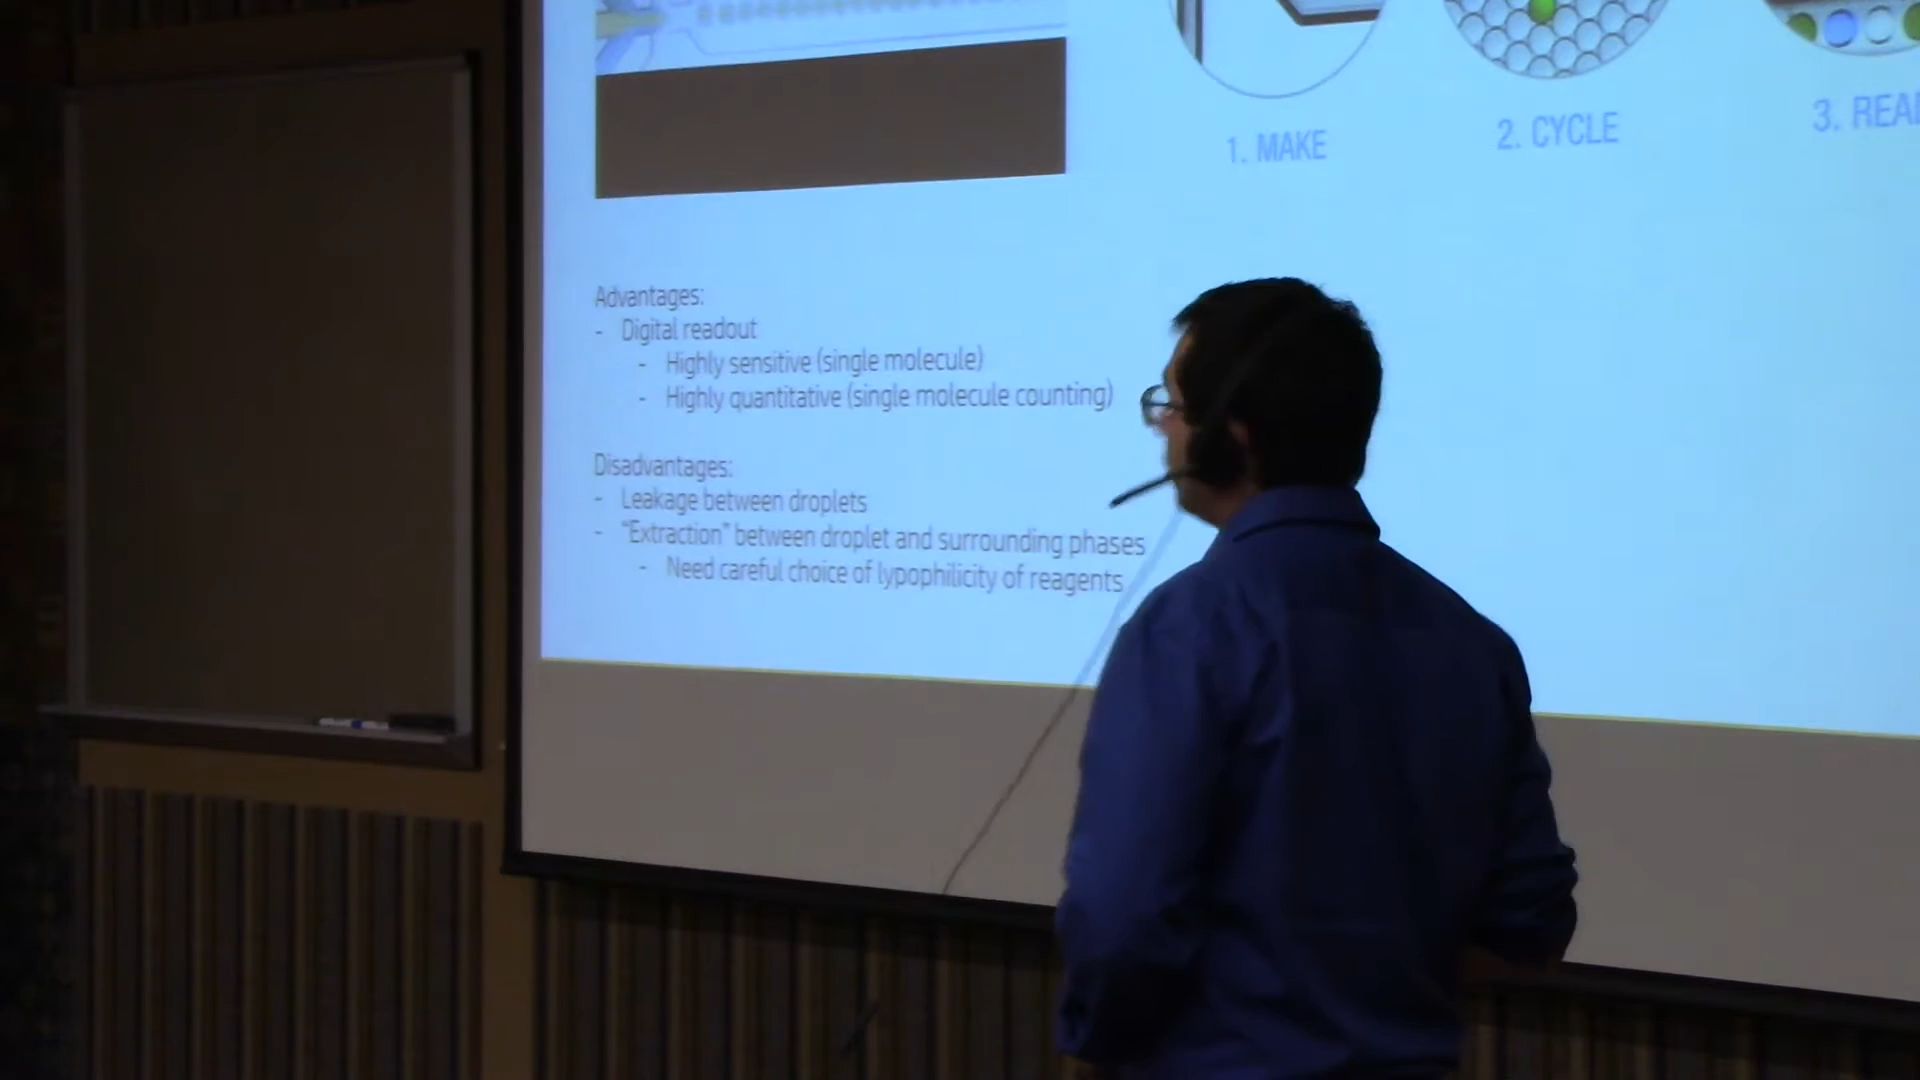 1. MAKE
2. CYCLE
3. REA
Advantages:
- Digital readout
- Highly sensitive (single molecule)
- Highly quantitative (single molecule counting)
Disadvantages:
- Leakage between droplets
- “Extraction” between droplet and surrounding phases
- Need careful choice of lypophilicity of reagents